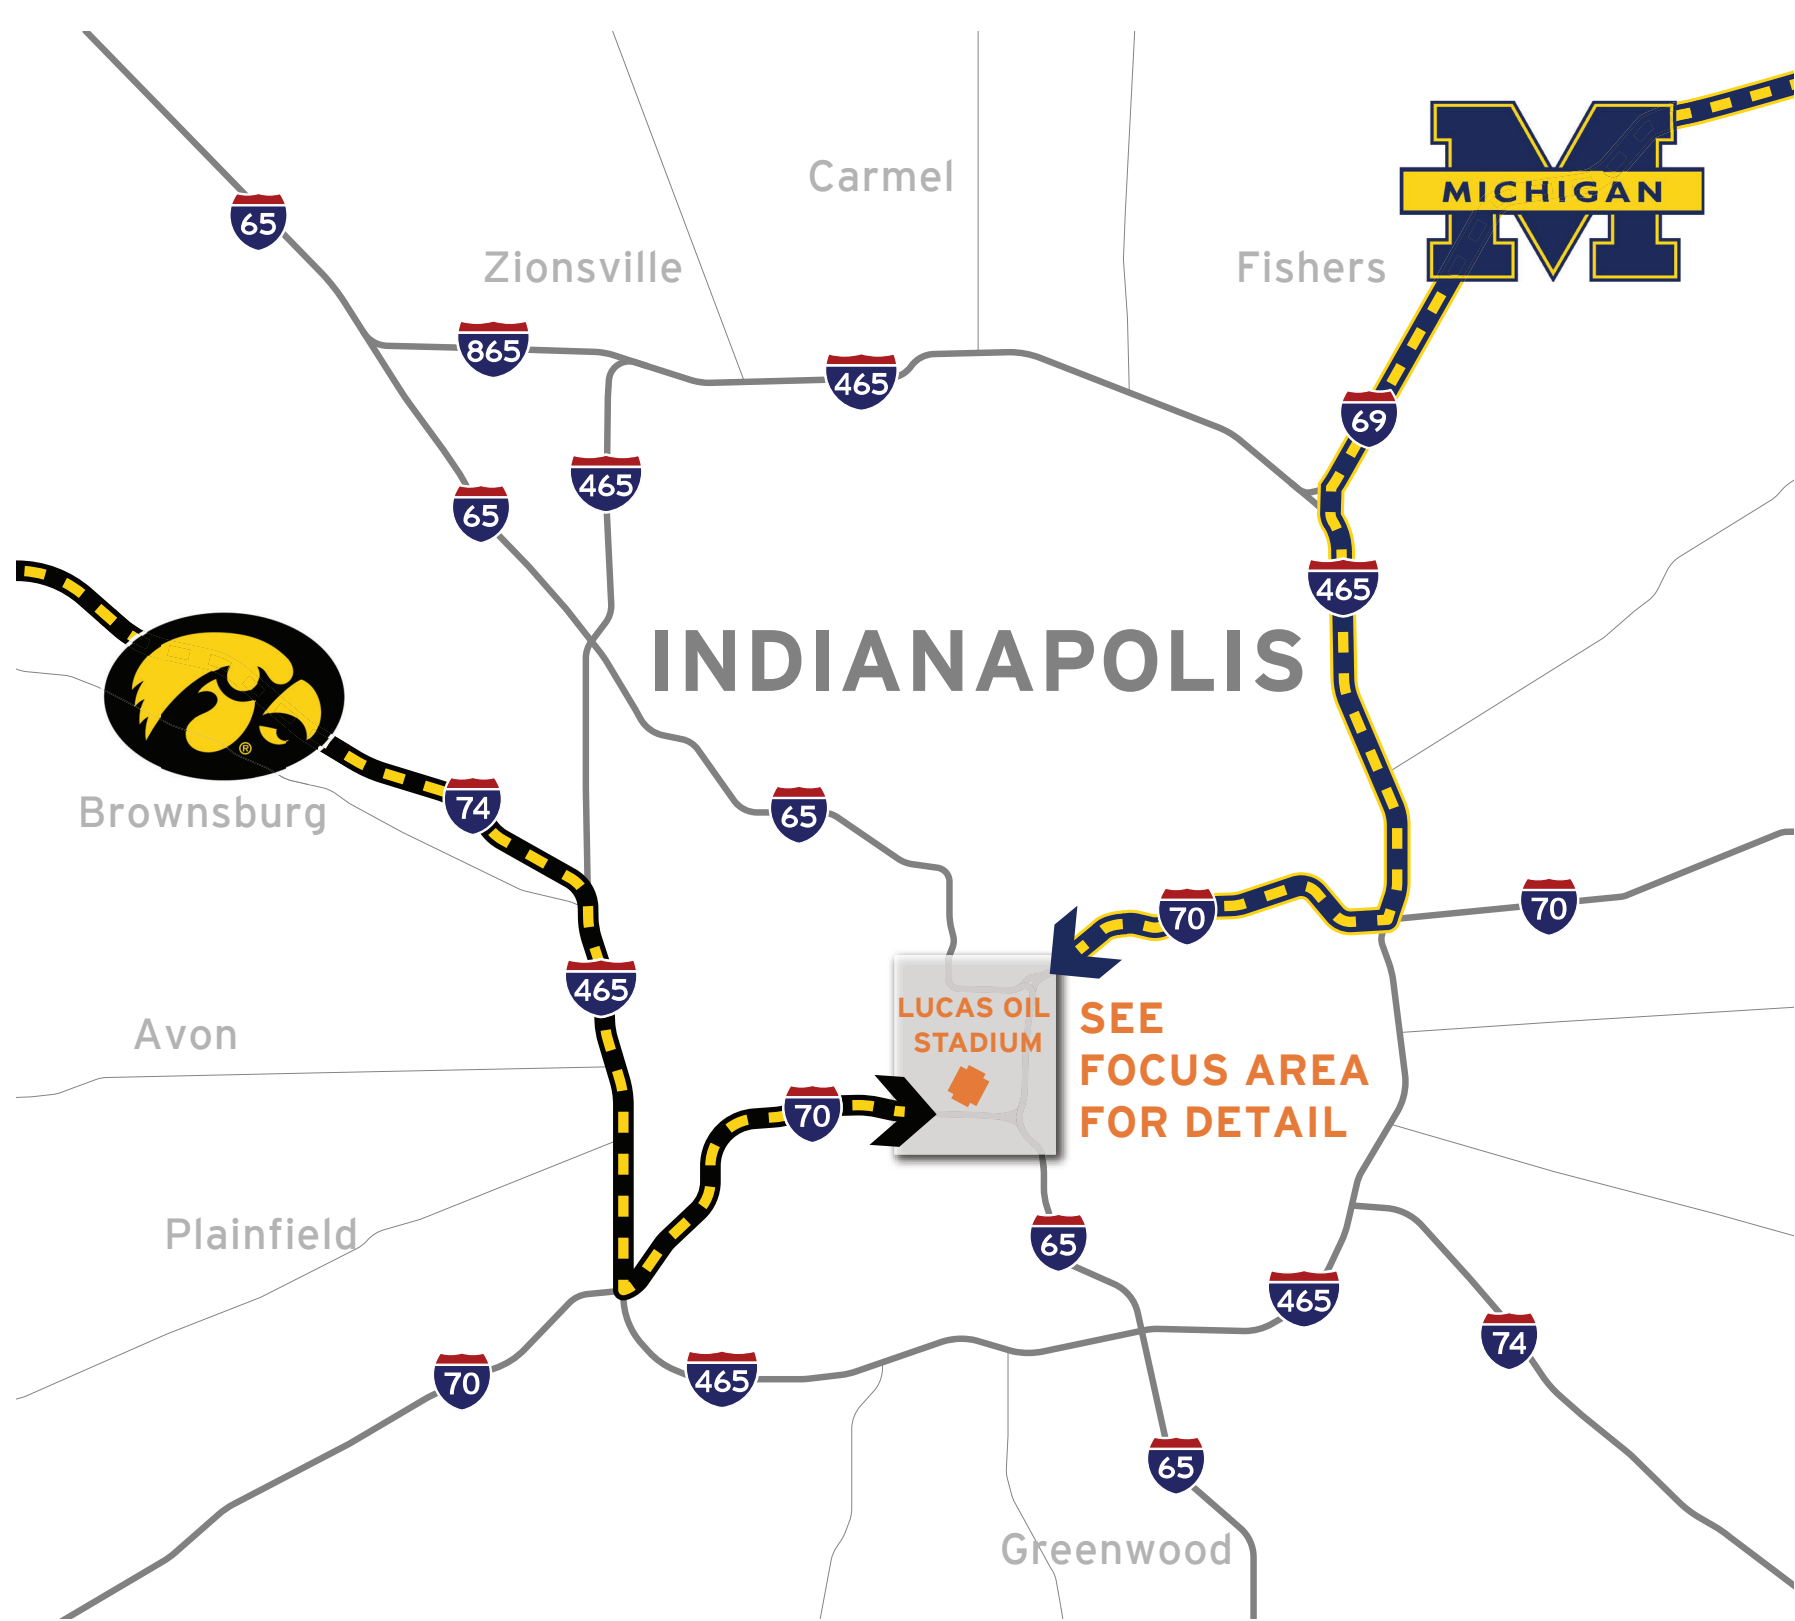 Carmel
MICHIGAN
65
Zionsville
Fishers
865
465
69
465
65
465
INDIANAPOLIS
®
74
Brownsburg
65
70
70
465
LUCAS OIL
STADIUM
SEE
FOCUS AREA
FOR DETAIL
Avon
70
Plainfield
65
465
74
70
465
65
Greenwood